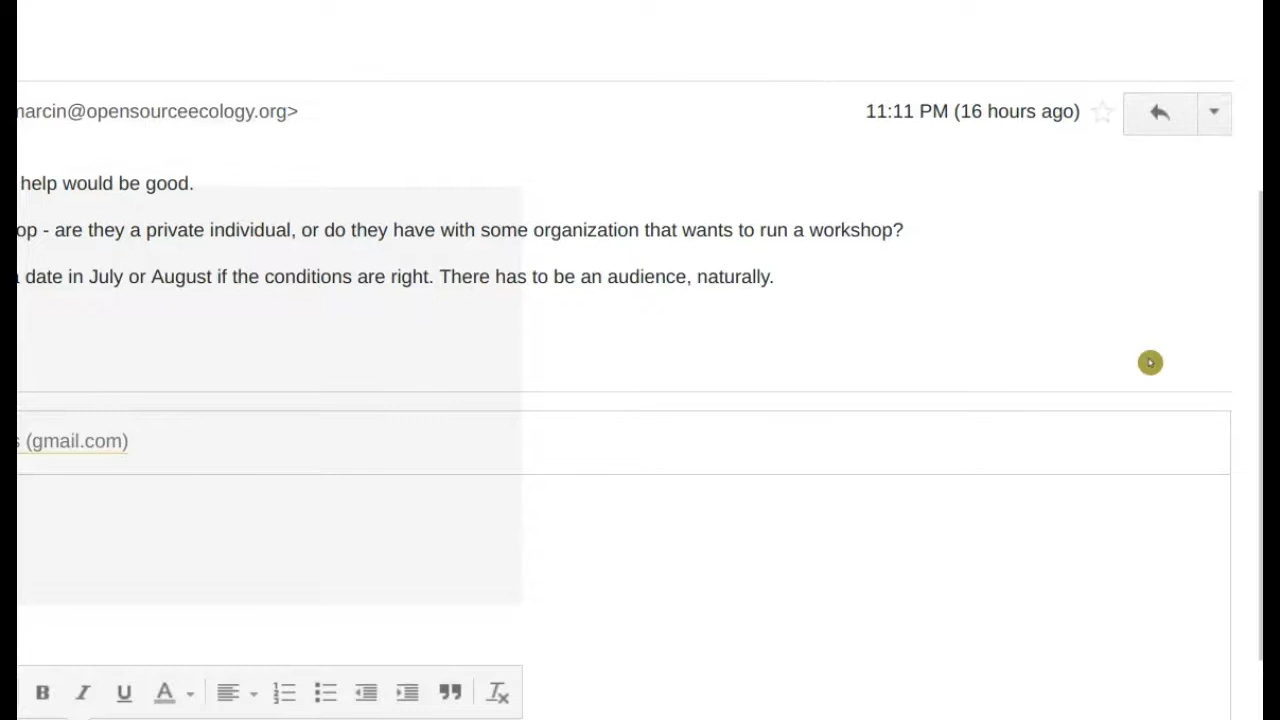 marcin@opensourceecology.org>
11:11 PM (16 hours ago)
help would be good.
op - are they a private individual, or do they have with some organization that wants to run a workshop?
date in July or August if the conditions are right. There has to be an audience, naturally.
s (gmail.com)
B I U A